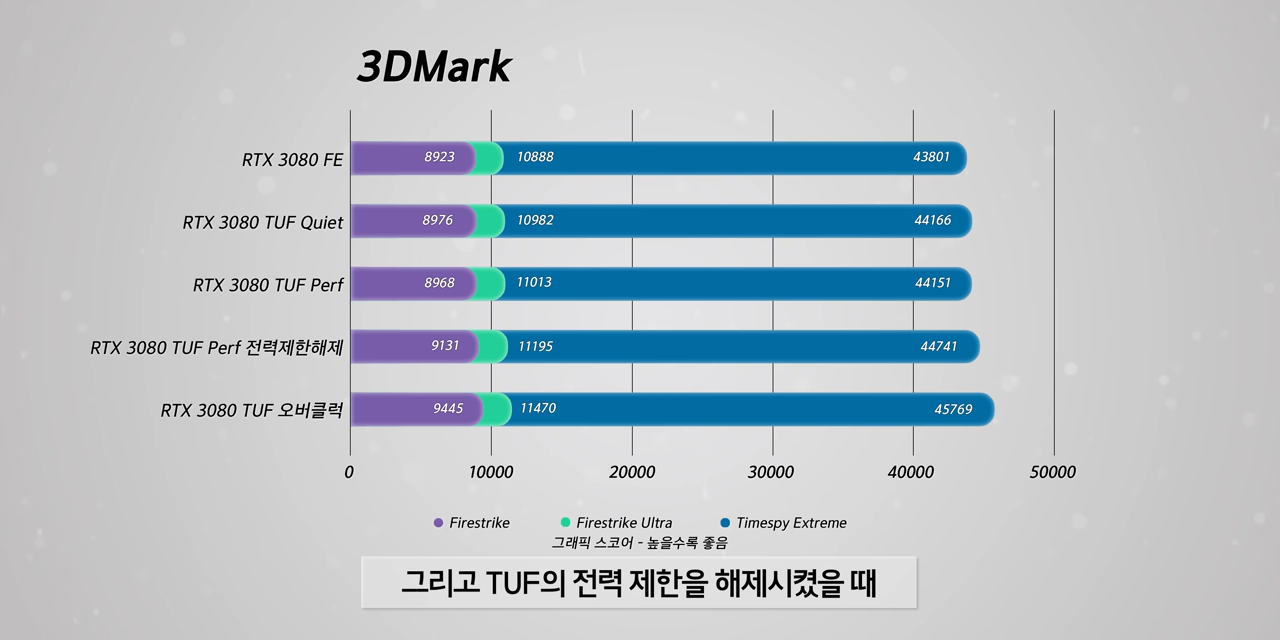 3DMark
RTX 3080 FE 8923 10888 43801
RTX 3080 TUF Quiet 8976 10982 44166
RTX 3080 TUF Perf 8968 11013 44151
RTX 3080 TUF Perf 전력제한해제 9131 11195 44741
RTX 3080 TUF 오버클럭 9445 11470 45769
0 10000 20000 30000 40000 50000
Firestrike Firestrike Ultra Timespy Extreme
그래픽 스코어 - 높을수록 좋음
그리고 TUF의 전력 제한을 해제시켰을 때